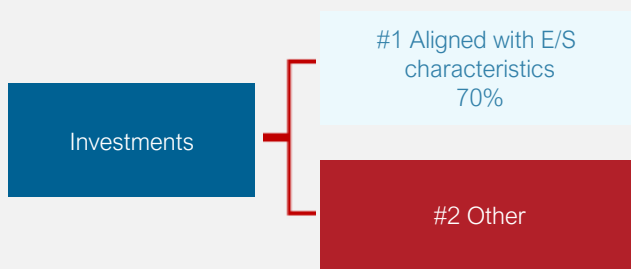 #1 Aligned with E/S
characteristics
70%
Investments
#2 Other